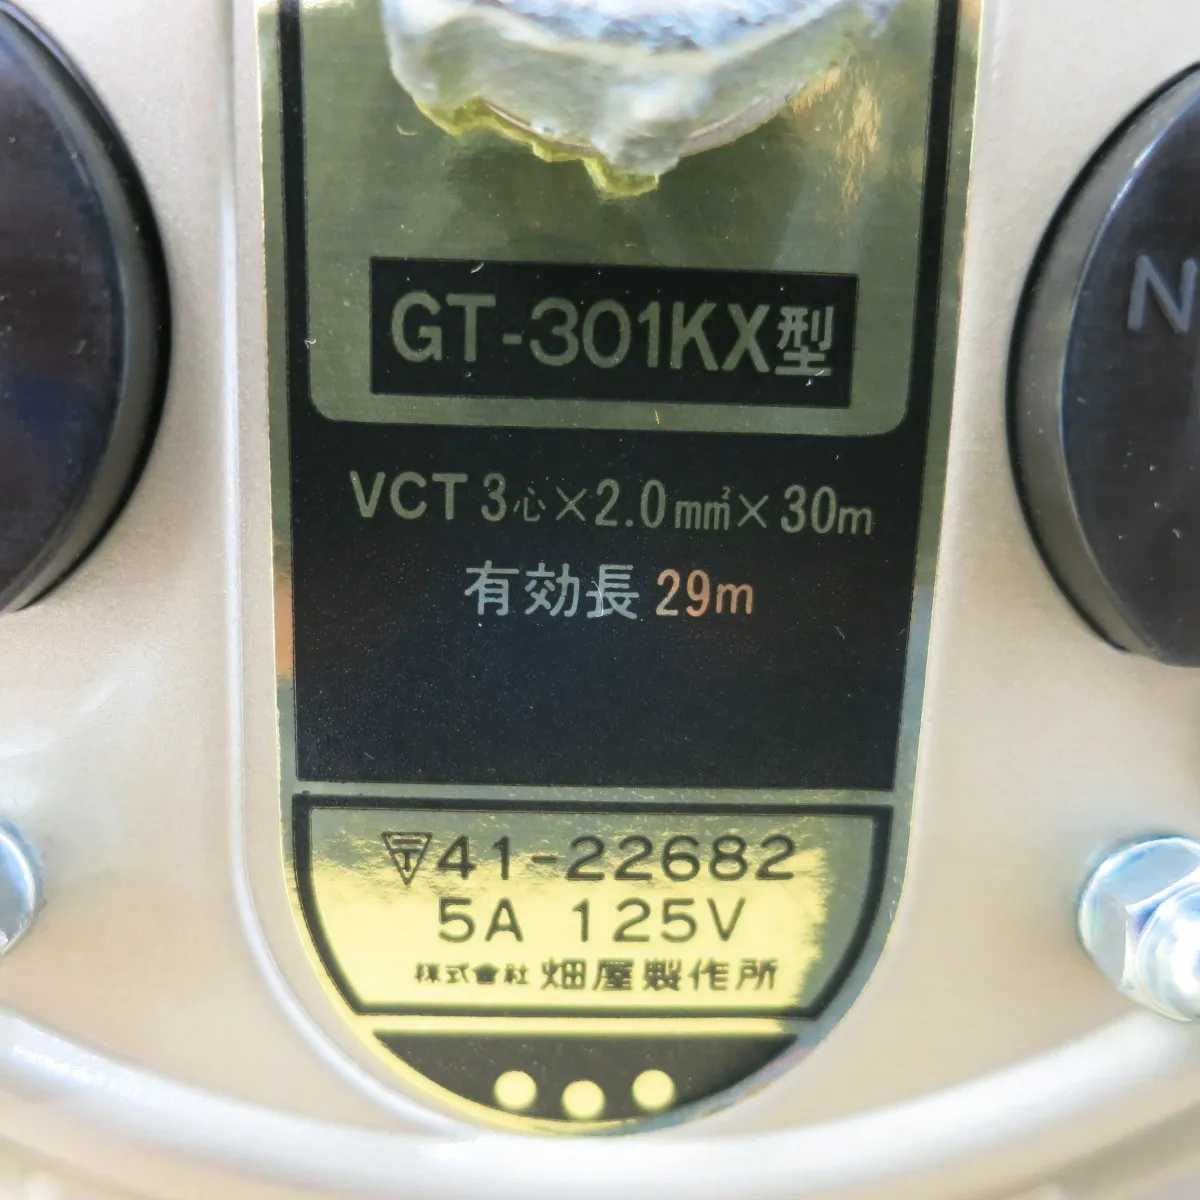 GT-301KX型
N
VCT 3心×2.0mm²×30m
有効長 29m
〒41-22682
5A 125V
株式會社 畑屋製作所